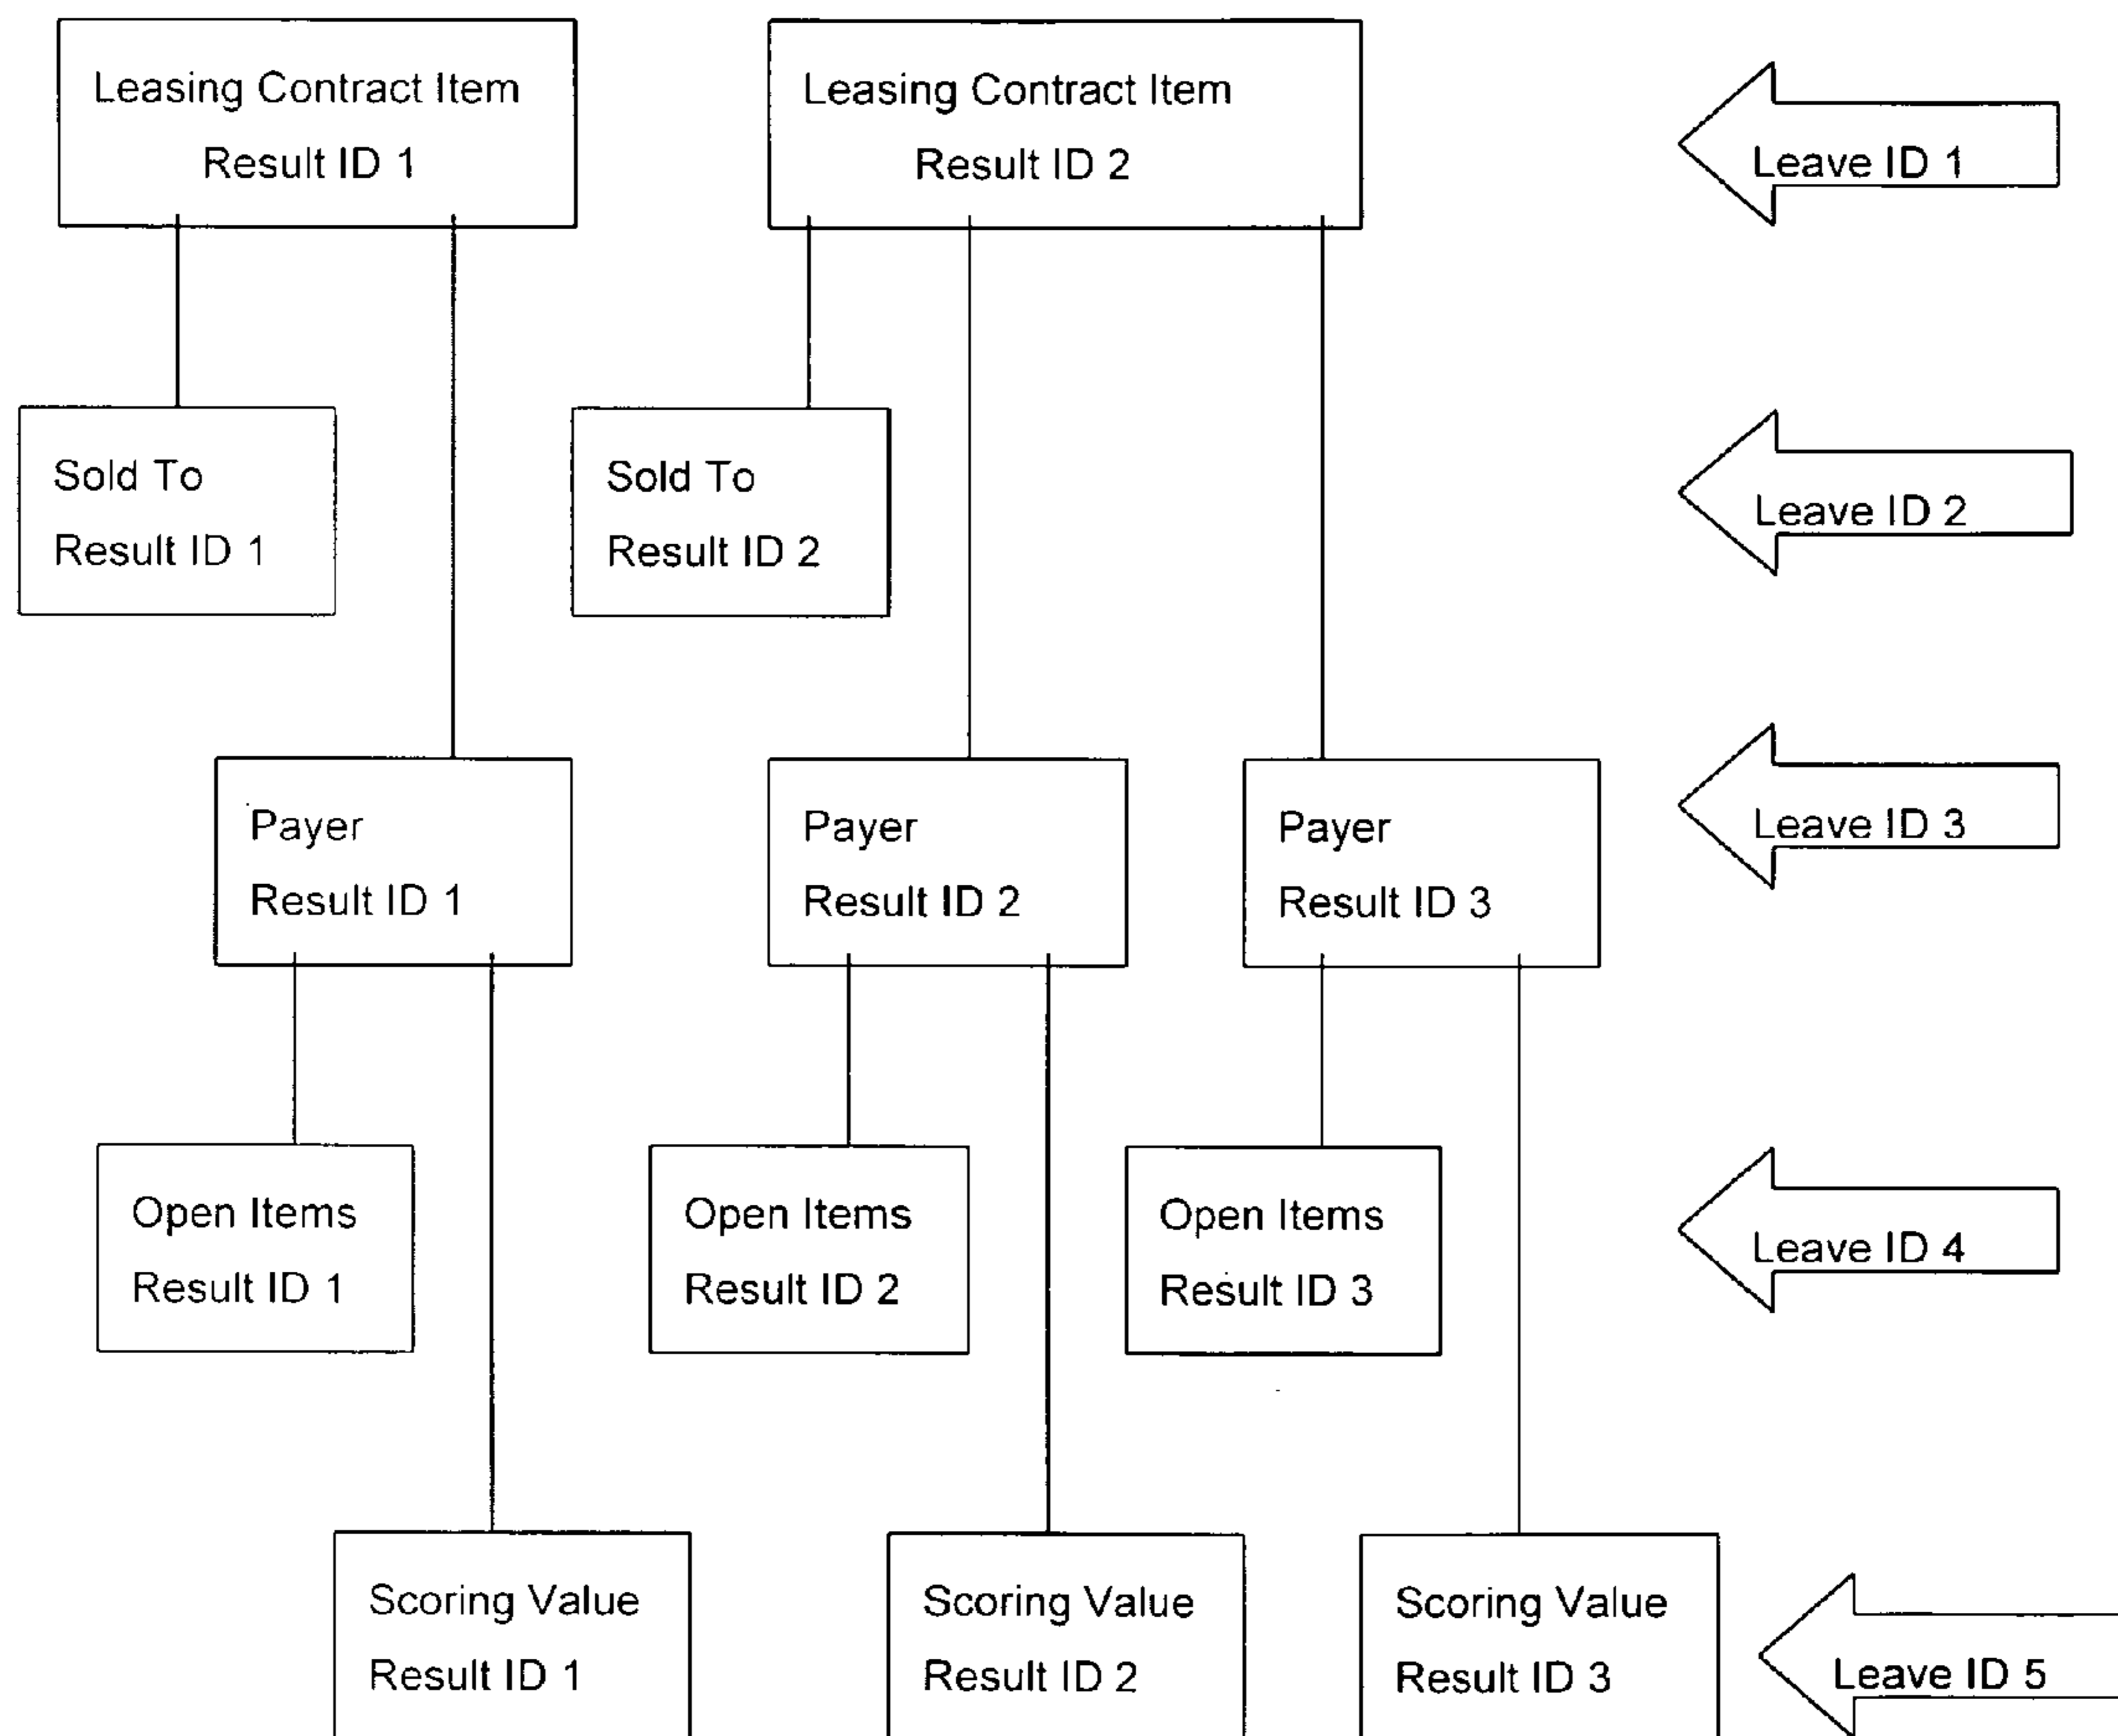 Leasing Contract Item
Result ID 1
Leasing Contract Item
Result ID 2
Leave ID 1
Sold To
Result ID 1
Sold To
Result ID 2
Leave ID 2
Payer
Result ID 1
Payer
Result ID 2
Payer
Result ID 3
Leave ID 3
Open Items
Result ID 1
Open Items
Result ID 2
Open Items
Result ID 3
Leave ID 4
Scoring Value
Result ID 1
Scoring Value
Result ID 2
Scoring Value
Result ID 3
Leave ID 5